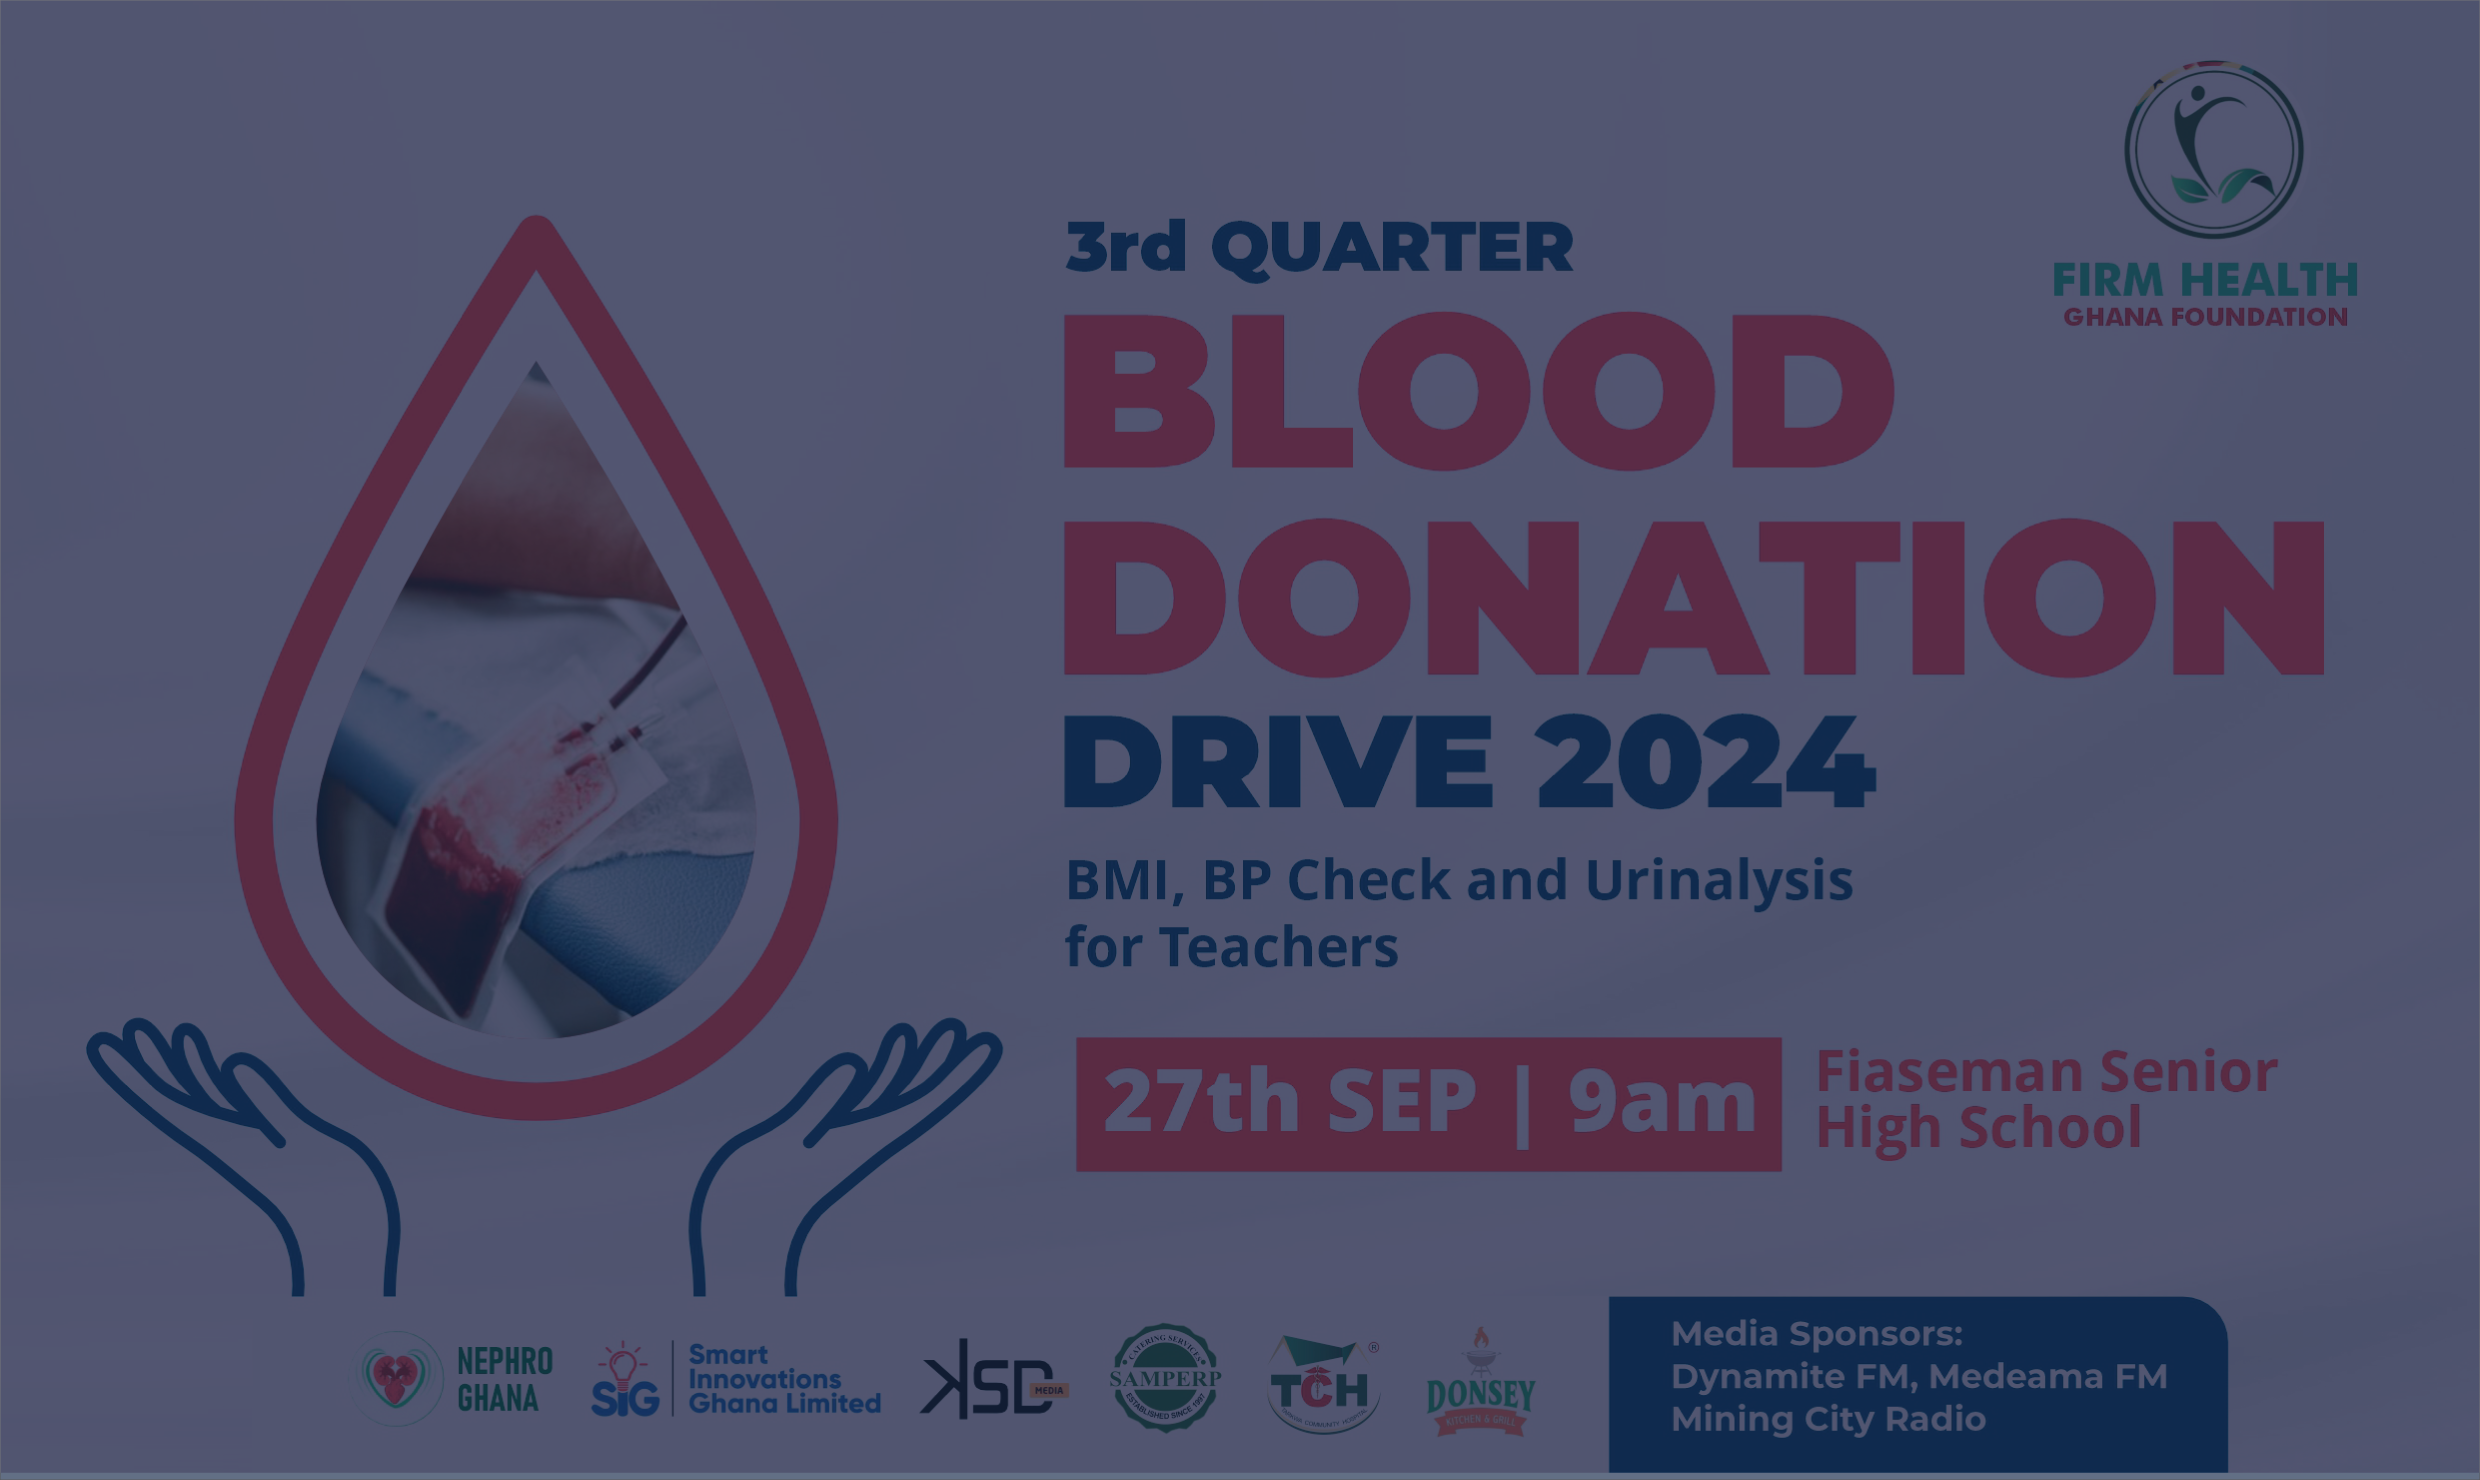 FIRM HEALTH
GHANA FOUNDATION
3rd QUARTER
BLOOD
DONATION
DRIVE 2024
BMI, BP Check and Urinalysis
for Teachers
27th SEP | 9am
Fiaseman Senior
High School
NEPHRO
GHANA
SIG
Smart
Innovations
Ghana Limited
KSD
MEDIA
CATERING SERVICES
SAMPERP
ESTABLISHED SINCE 1997
TCH
®
COMMUNITY HOSPITAL
DONSEY
KITCHEN & GRILL
Media Sponsors:
Dynamite FM, Medeama FM
Mining City Radio